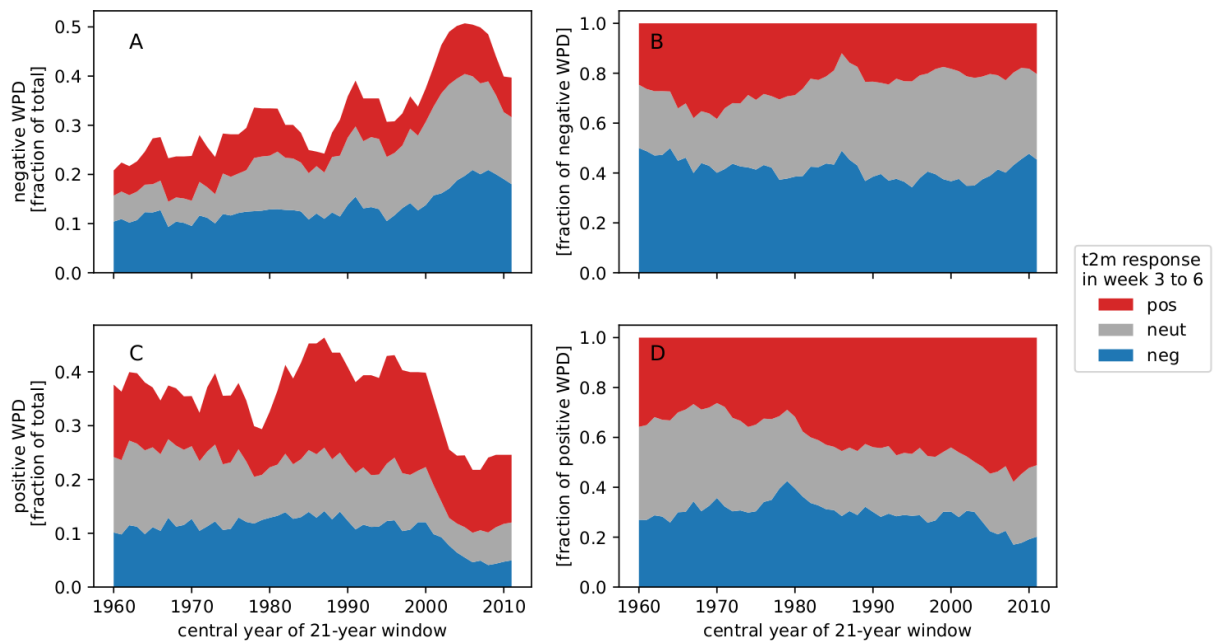 A
negative WPD
[fraction of total]
0.5
0.4
0.3
0.2
0.1
0.0
B
[fraction of negative WPD]
1.0
0.8
0.6
0.4
0.2
0.0
t2m response
in week 3 to 6
pos
neut
neg
C
positive WPD
[fraction of total]
0.4
0.3
0.2
0.1
0.0
1960 1970 1980 1990 2000 2010
central year of 21-year window
D
[fraction of positive WPD]
1.0
0.8
0.6
0.4
0.2
0.0
1960 1970 1980 1990 2000 2010
central year of 21-year window